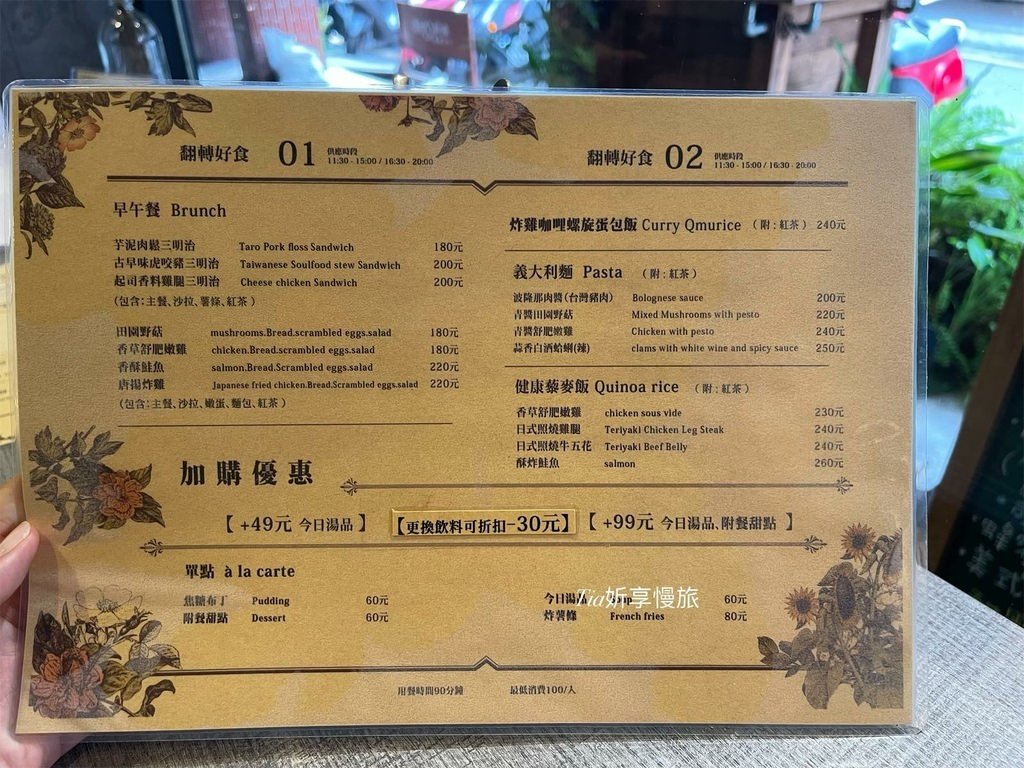 翻轉好食 01 供應時段 11:30 - 15:00 / 16:30 - 20:00
早午餐 Brunch
芋泥肉鬆三明治 Taro Pork floss Sandwich 180元
古早味虎咬豬三明治 Taiwanese Soulfood stew Sandwich 200元
起司香料雞腿三明治 Cheese chicken Sandwich 200元
(包含:主餐、沙拉、薯條、紅茶)
田園野菇 mushrooms.Bread.scrambled eggs.salad 180元
香草舒肥嫩雞 chicken.Bread.scrambled eggs.salad 180元
香酥鮭魚 salmon.Bread.scrambled eggs.salad 220元
唐揚炸雞 Japanese fried chicken.Bread.Scrambled eggs.salad 220元
(包含:主餐、沙拉、嫩蛋、麵包、紅茶)
翻轉好食 02 供應時段 11:30 - 15:00 / 16:30 - 20:00
炸雞咖哩螺旋蛋包飯 Curry Qmurice (附:紅茶) 240元
義大利麵 Pasta (附:紅茶)
波隆那肉醬(台灣豬肉) Bolognese sauce 200元
青醬田園野菇 Mixed Mushrooms with pesto 220元
青醬舒肥嫩雞 Chicken with pesto 240元
蒜香白酒蛤蜊(辣) clams with white wine and spicy sauce 250元
健康藜麥飯 Quinoa rice (附:紅茶)
香草舒肥嫩雞 chicken sous vide 230元
日式照燒雞腿 Teriyaki Chicken Leg Steak 240元
日式照燒牛五花 Teriyaki Beef Belly 240元
酥炸鮭魚 salmon 260元
加購優惠
【+49元 今日湯品】 【更換飲料可折扣-30元】 【+99元 今日湯品、附餐甜點】
單點 à la carte
焦糖布丁 Pudding 60元
附餐甜點 Dessert 60元
今日湯品 60元
炸薯條 French fries 80元
Tia妡享慢旅
用餐時間90分鐘 最低消費100/人